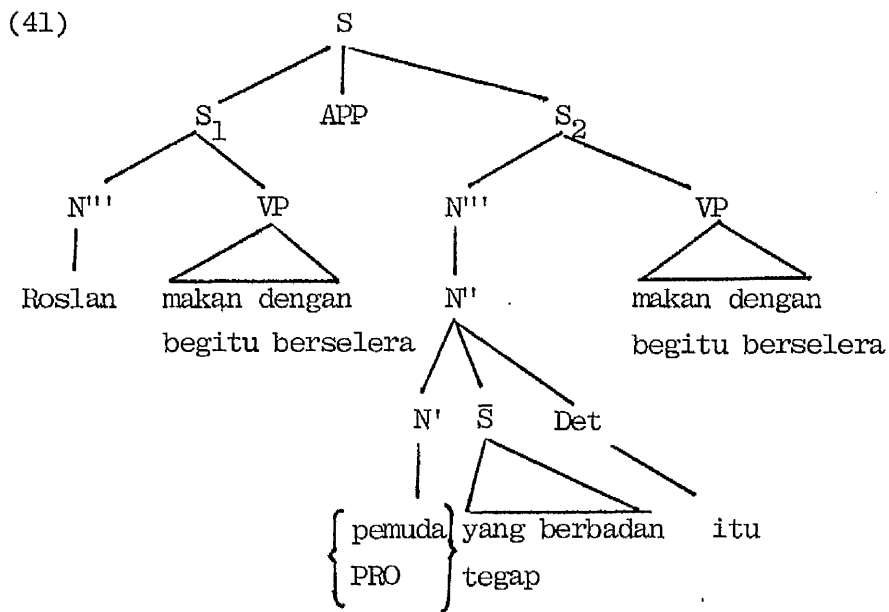 (41)
S
S1 APP S2
N''' VP N''' VP
Roslan makan dengan N'' makan dengan
begitu berselera begitu berselera
N' S̄ Det
pemuda yang berbadan itu
PRO tegap